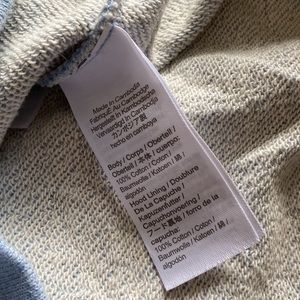 Made in Cambodia
Fabriqué Au Cambodge
Hergestellt in Kambodscha
Vervaardigd in Cambodja
カンボジア製
hecho en camboya
Body / Corps / Oberteil /
Oberteil / 本体 / cuerpo:
100% Cotton / Coton /
Baumwolle / Katoen / 綿 /
algodón
Hood Lining / Doublure
De La Capuche /
Kapuzenfutter /
Capuchonvoering /
フード裏地 / forro de la
capucha:
100% Cotton / Coton /
Baumwolle / Katoen / 綿 /
algodón